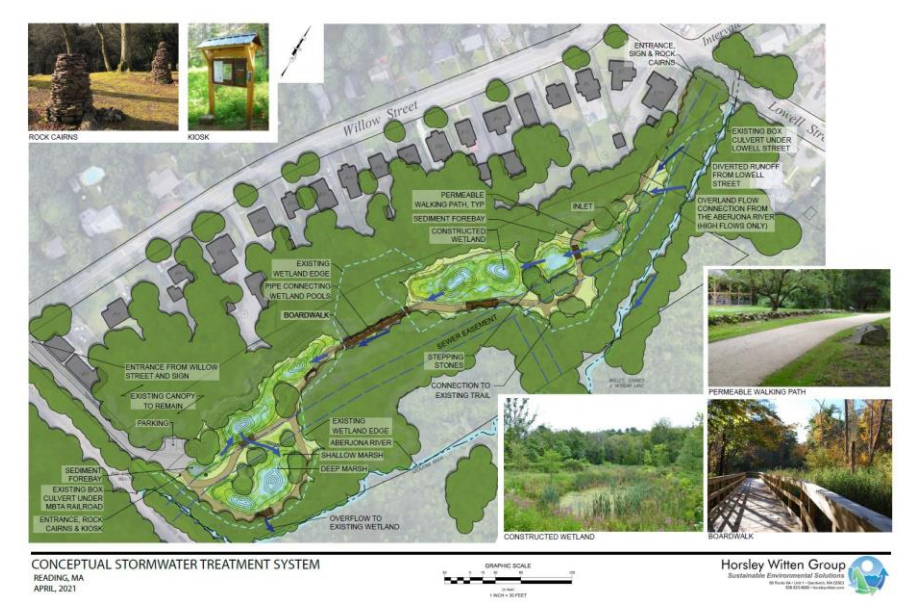 ROCK CAIRNS
KIOSK
Willow Street
ENTRANCE,
SIGN & ROCK
CAIRNS
EXISTING BOX
CULVERT UNDER
LOWELL STREET
DIVERTED RUNOFF
FROM LOWELL
STREET
OVERLAND FLOW
CONNECTION FROM
THE ABERJONA RIVER
(HIGH FLOWS ONLY)
PERMEABLE
WALKING PATH, TYP
INLET
SEDIMENT FOREBAY
CONSTRUCTED
WETLAND
EXISTING
WETLAND EDGE
PIPE CONNECTING
WETLAND POOLS
BOARDWALK
SEWER EASEMENT
STEPPING
STONES
CONNECTION TO
EXISTING TRAIL
ENTRANCE FROM WILLOW
STREET AND SIGN
EXISTING CANOPY
TO REMAIN
PARKING
EXISTING
WETLAND EDGE
ABERJONA RIVER
SHALLOW MARSH
DEEP MARSH
SEDIMENT
FOREBAY
EXISTING BOX
CULVERT UNDER
MBTA RAILROAD
ENTRANCE, ROCK
CAIRNS & KIOSK
OVERFLOW TO
EXISTING WETLAND
PERMEABLE WALKING PATH
CONSTRUCTED WETLAND
BOARDWALK
CONCEPTUAL STORMWATER TREATMENT SYSTEM
READING, MA
APRIL, 2021
GRAPHIC SCALE
Horsley Witten Group
Sustainable Environmental Solutions